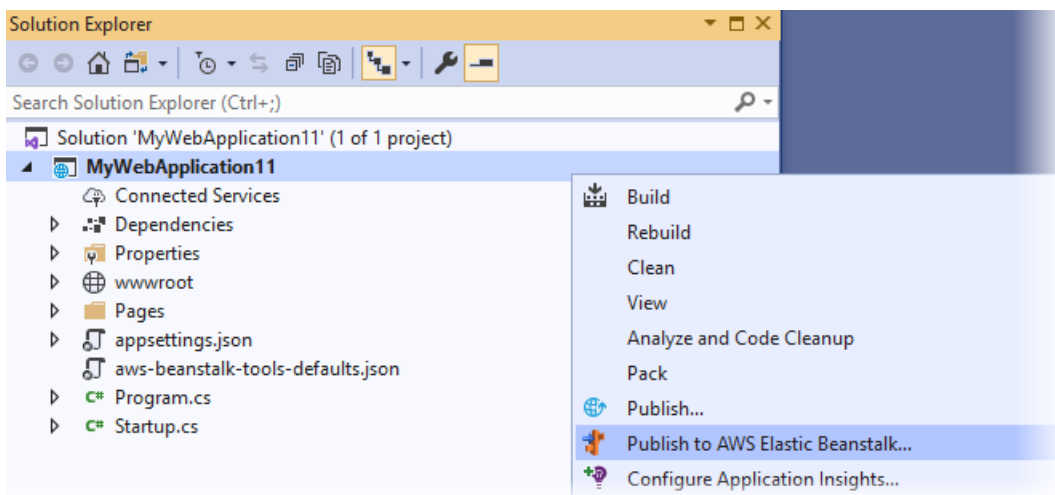 Solution Explorer
Search Solution Explorer (Ctrl+;)
Solution 'MyWebApplication11' (1 of 1 project)
MyWebApplication11
Connected Services
Dependencies
Properties
wwwroot
Pages
appsettings.json
aws-beanstalk-tools-defaults.json
C# Program.cs
C# Startup.cs
Build
Rebuild
Clean
View
Analyze and Code Cleanup
Pack
Publish...
Publish to AWS Elastic Beanstalk...
Configure Application Insights...